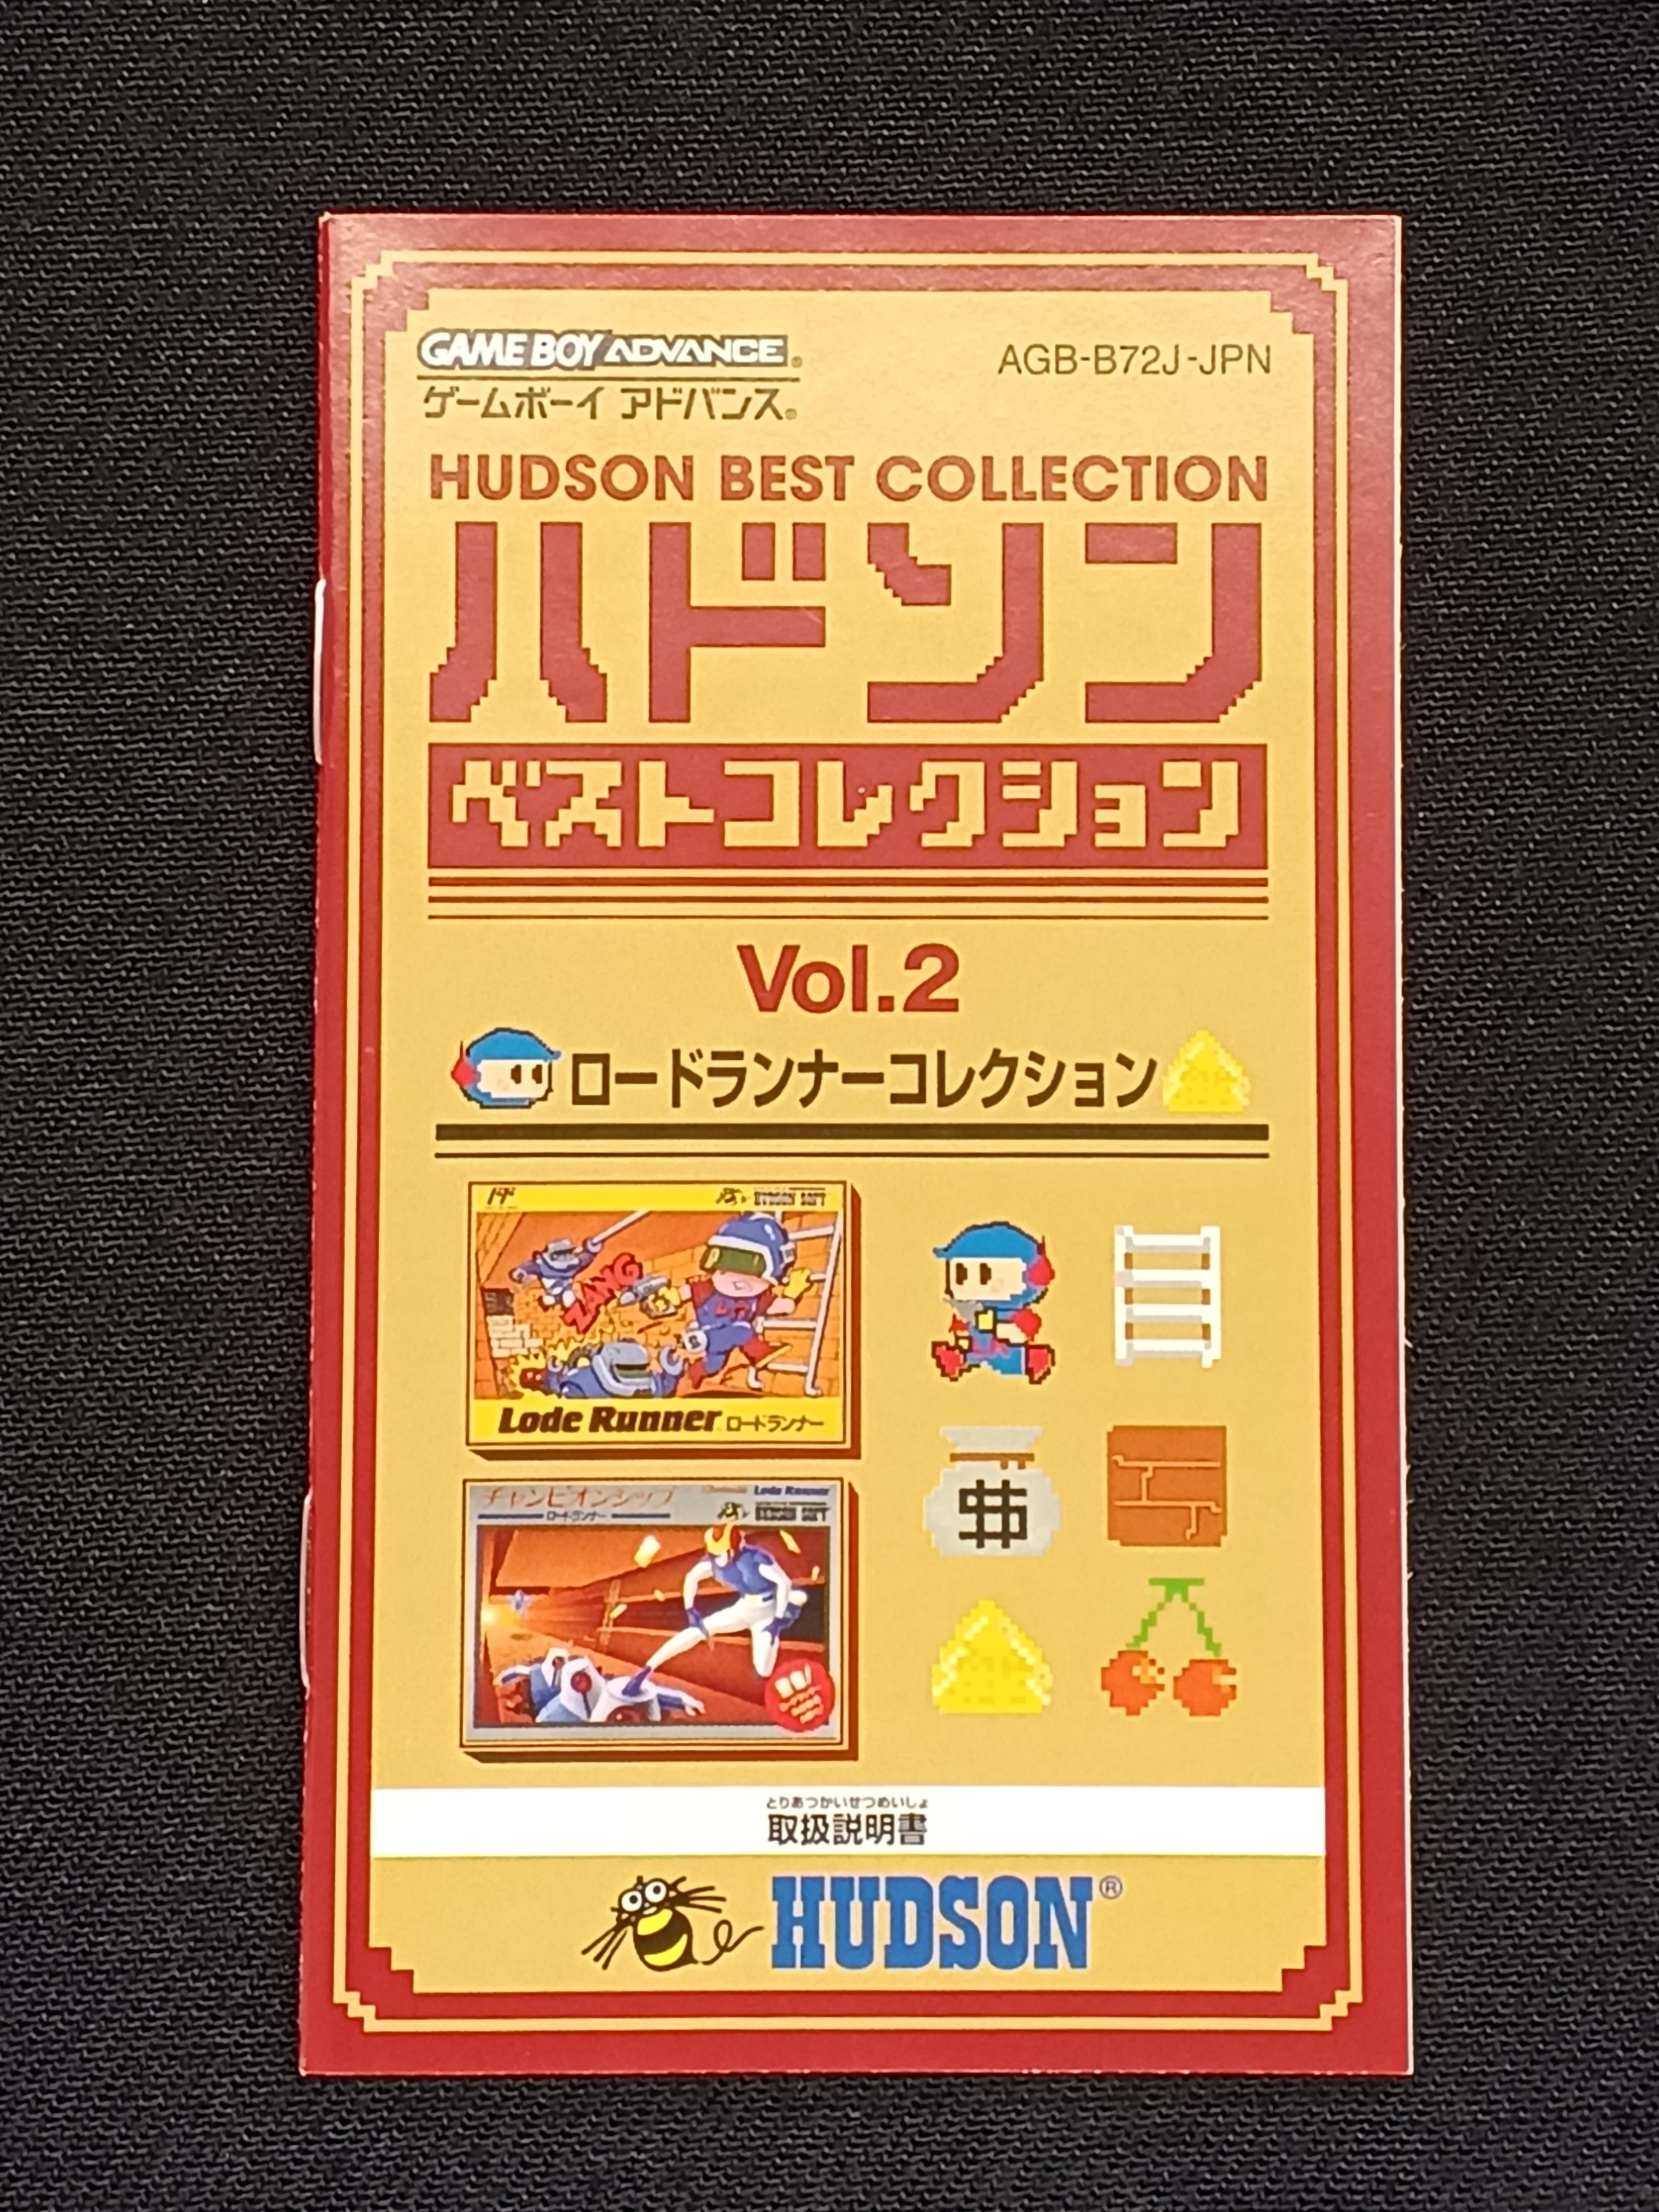 GAME BOY ADVANCE®
AGB-B72J-JPN
ゲームボーイ アドバンス®
HUDSON BEST COLLECTION
ハドソン
ベストコレクション
Vol.2
ロードランナーコレクション
HUDSON SOFT
ZANG
Lode Runner ロードランナー
チャンピオンシップ
Lode Runner
ロードランナー
HUDSON SOFT
$
とりあつかいせつめいしょ
取扱説明書
HUDSON®